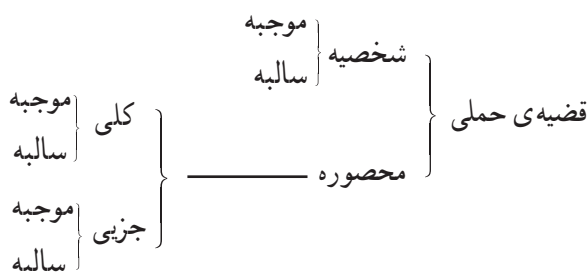 قضیه‌ی حملی
شخصیه
موجبه
سالبه
محصوره
کلی
موجبه
سالبه
جزیی
موجبه
سالبه